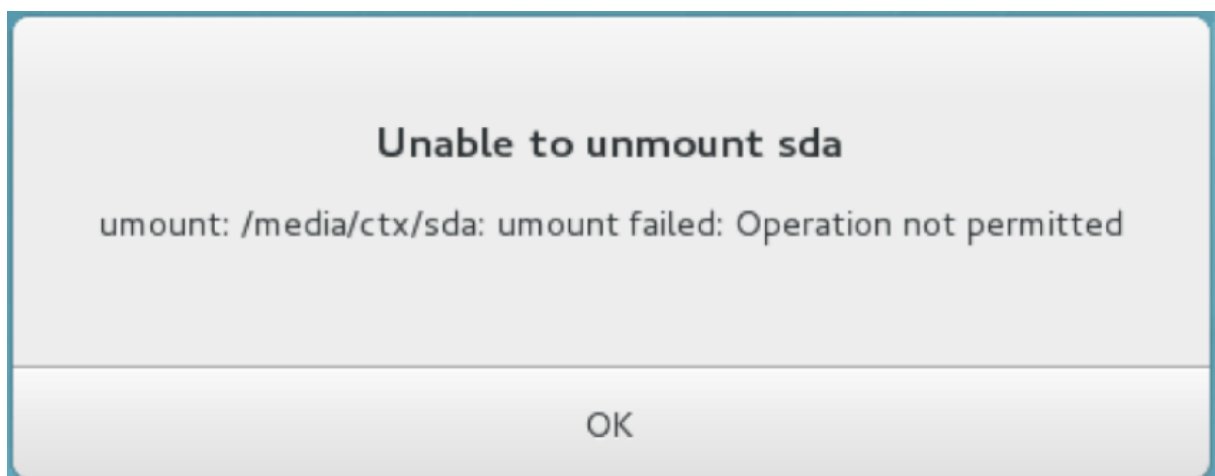 Unable to unmount sda
umount: /media/ctx/sda: umount failed: Operation not permitted
OK